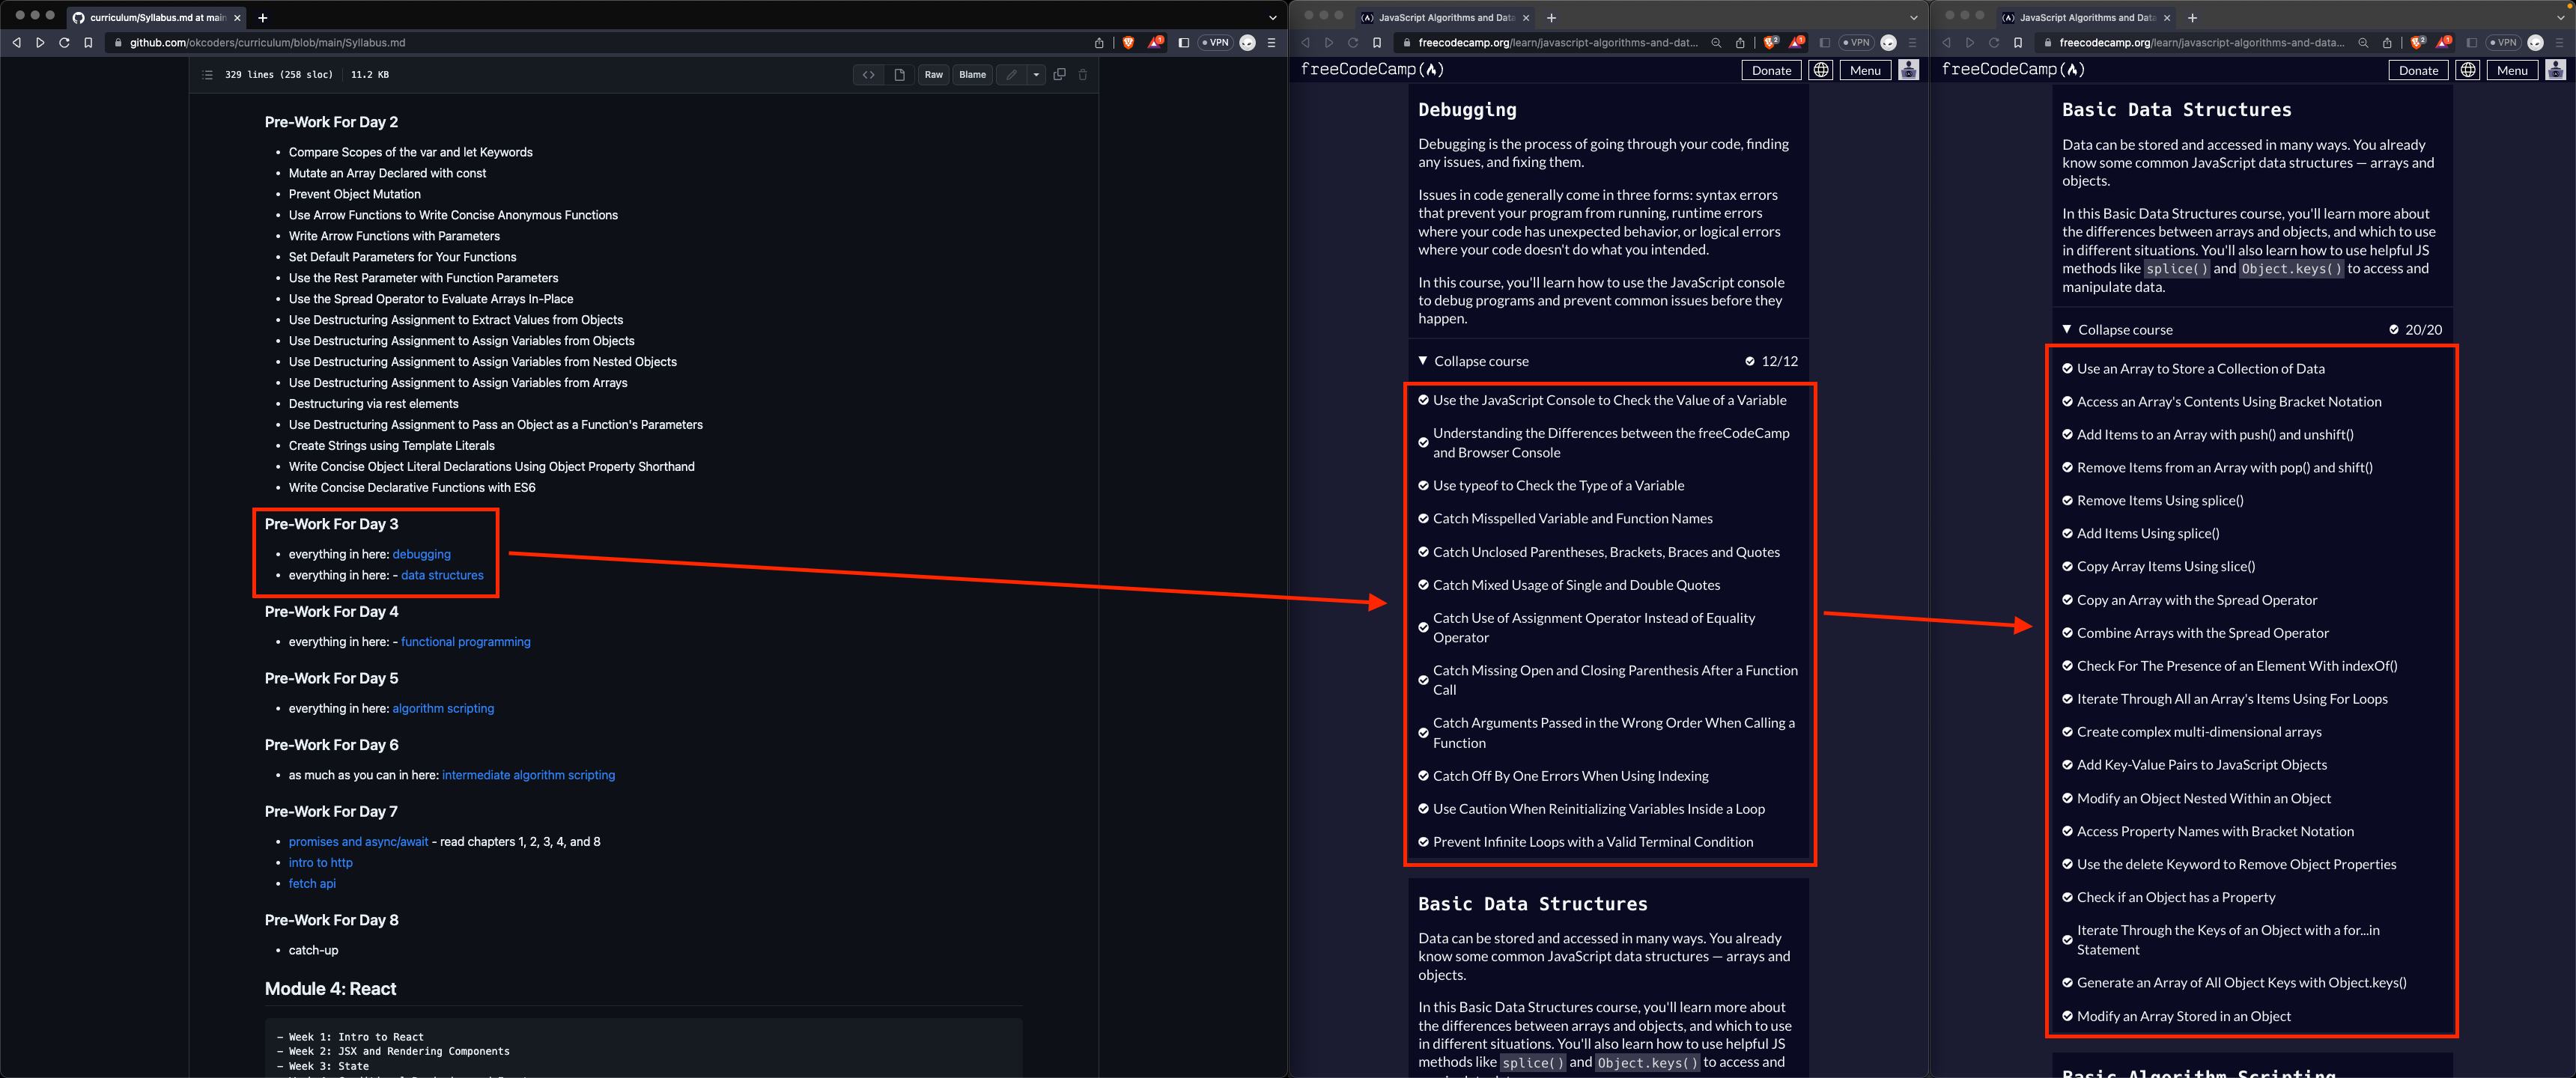 curriculum/Syllabus.md at main
github.com/okcoders/curriculum/blob/main/Syllabus.md
VPN
329 lines (258 sloc)
11.2 KB
Raw
Blame
Pre-Work For Day 2
• Compare Scopes of the var and let Keywords
• Mutate an Array Declared with const
• Prevent Object Mutation
• Use Arrow Functions to Write Concise Anonymous Functions
• Write Arrow Functions with Parameters
• Set Default Parameters for Your Functions
• Use the Rest Parameter with Function Parameters
• Use the Spread Operator to Evaluate Arrays In-Place
• Use Destructuring Assignment to Extract Values from Objects
• Use Destructuring Assignment to Assign Variables from Objects
• Use Destructuring Assignment to Assign Variables from Nested Objects
• Use Destructuring Assignment to Assign Variables from Arrays
• Destructuring via rest elements
• Use Destructuring Assignment to Pass an Object as a Function's Parameters
• Create Strings using Template Literals
• Write Concise Object Literal Declarations Using Object Property Shorthand
• Write Concise Declarative Functions with ES6
Pre-Work For Day 3
• everything in here: debugging
• everything in here: - data structures
Pre-Work For Day 4
• everything in here: - functional programming
Pre-Work For Day 5
• everything in here: algorithm scripting
Pre-Work For Day 6
• as much as you can in here: intermediate algorithm scripting
Pre-Work For Day 7
• promises and async/await - read chapters 1, 2, 3, 4, and 8
• intro to http
• fetch api
Pre-Work For Day 8
• catch-up
Module 4: React
- Week 1: Intro to React
- Week 2: JSX and Rendering Components
- Week 3: State
JavaScript Algorithms and Data
freecodecamp.org/learn/javascript-algorithms-and-dat...
VPN
freeCodeCamp
Donate
Menu
Debugging
Debugging is the process of going through your code, finding
any issues, and fixing them.
Issues in code generally come in three forms: syntax errors
that prevent your program from running, runtime errors
where your code has unexpected behavior, or logical errors
where your code doesn't do what you intended.
In this course, you'll learn how to use the JavaScript console
to debug programs and prevent common issues before they
happen.
Collapse course
12/12
Use the JavaScript Console to Check the Value of a Variable
Understanding the Differences between the freeCodeCamp
and Browser Console
Use typeof to Check the Type of a Variable
Catch Misspelled Variable and Function Names
Catch Unclosed Parentheses, Brackets, Braces and Quotes
Catch Mixed Usage of Single and Double Quotes
Catch Use of Assignment Operator Instead of Equality
Operator
Catch Missing Open and Closing Parenthesis After a Function
Call
Catch Arguments Passed in the Wrong Order When Calling a
Function
Catch Off By One Errors When Using Indexing
Use Caution When Reinitializing Variables Inside a Loop
Prevent Infinite Loops with a Valid Terminal Condition
Basic Data Structures
Data can be stored and accessed in many ways. You already
know some common JavaScript data structures — arrays and
objects.
In this Basic Data Structures course, you'll learn more about
the differences between arrays and objects, and which to use
in different situations. You'll also learn how to use helpful JS
methods like splice() and Object.keys() to access and
JavaScript Algorithms and Data
freecodecamp.org/learn/javascript-algorithms-and-data...
VPN
freeCodeCamp
Donate
Menu
Basic Data Structures
Data can be stored and accessed in many ways. You already
know some common JavaScript data structures — arrays and
objects.
In this Basic Data Structures course, you'll learn more about
the differences between arrays and objects, and which to use
in different situations. You'll also learn how to use helpful JS
methods like splice() and Object.keys() to access and
manipulate data.
Collapse course
20/20
Use an Array to Store a Collection of Data
Access an Array's Contents Using Bracket Notation
Add Items to an Array with push() and unshift()
Remove Items from an Array with pop() and shift()
Remove Items Using splice()
Add Items Using splice()
Copy Array Items Using slice()
Copy an Array with the Spread Operator
Combine Arrays with the Spread Operator
Check For The Presence of an Element With indexOf()
Iterate Through All an Array's Items Using For Loops
Create complex multi-dimensional arrays
Add Key-Value Pairs to JavaScript Objects
Modify an Object Nested Within an Object
Access Property Names with Bracket Notation
Use the delete Keyword to Remove Object Properties
Check if an Object has a Property
Iterate Through the Keys of an Object with a for...in
Statement
Generate an Array of All Object Keys with Object.keys()
Modify an Array Stored in an Object
Basic Algorithm Scripting